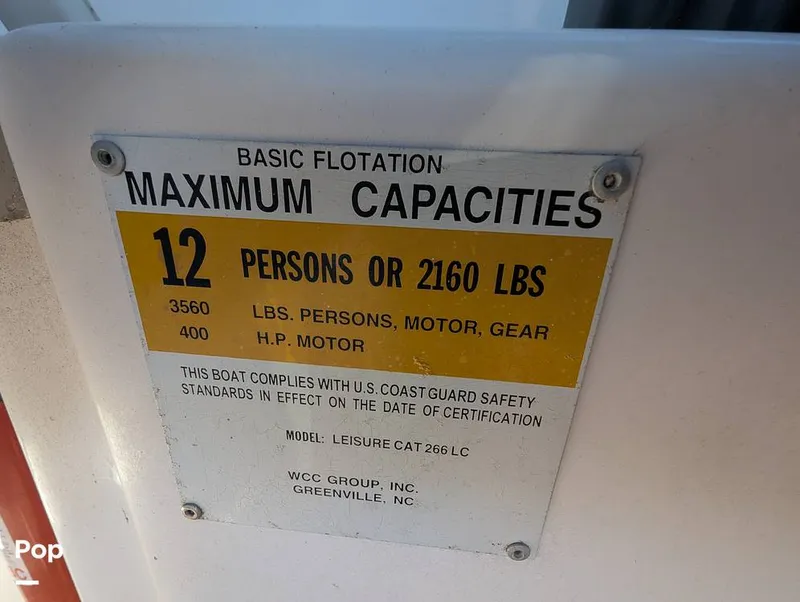 BASIC FLOTATION
MAXIMUM CAPACITIES
12 PERSONS OR 2160 LBS
3560 LBS. PERSONS, MOTOR, GEAR
400 H.P. MOTOR
THIS BOAT COMPLIES WITH U.S. COAST GUARD SAFETY
STANDARDS IN EFFECT ON THE DATE OF CERTIFICATION
MODEL: LEISURE CAT 266 LC
WCC GROUP, INC.
GREENVILLE, NC
Pop